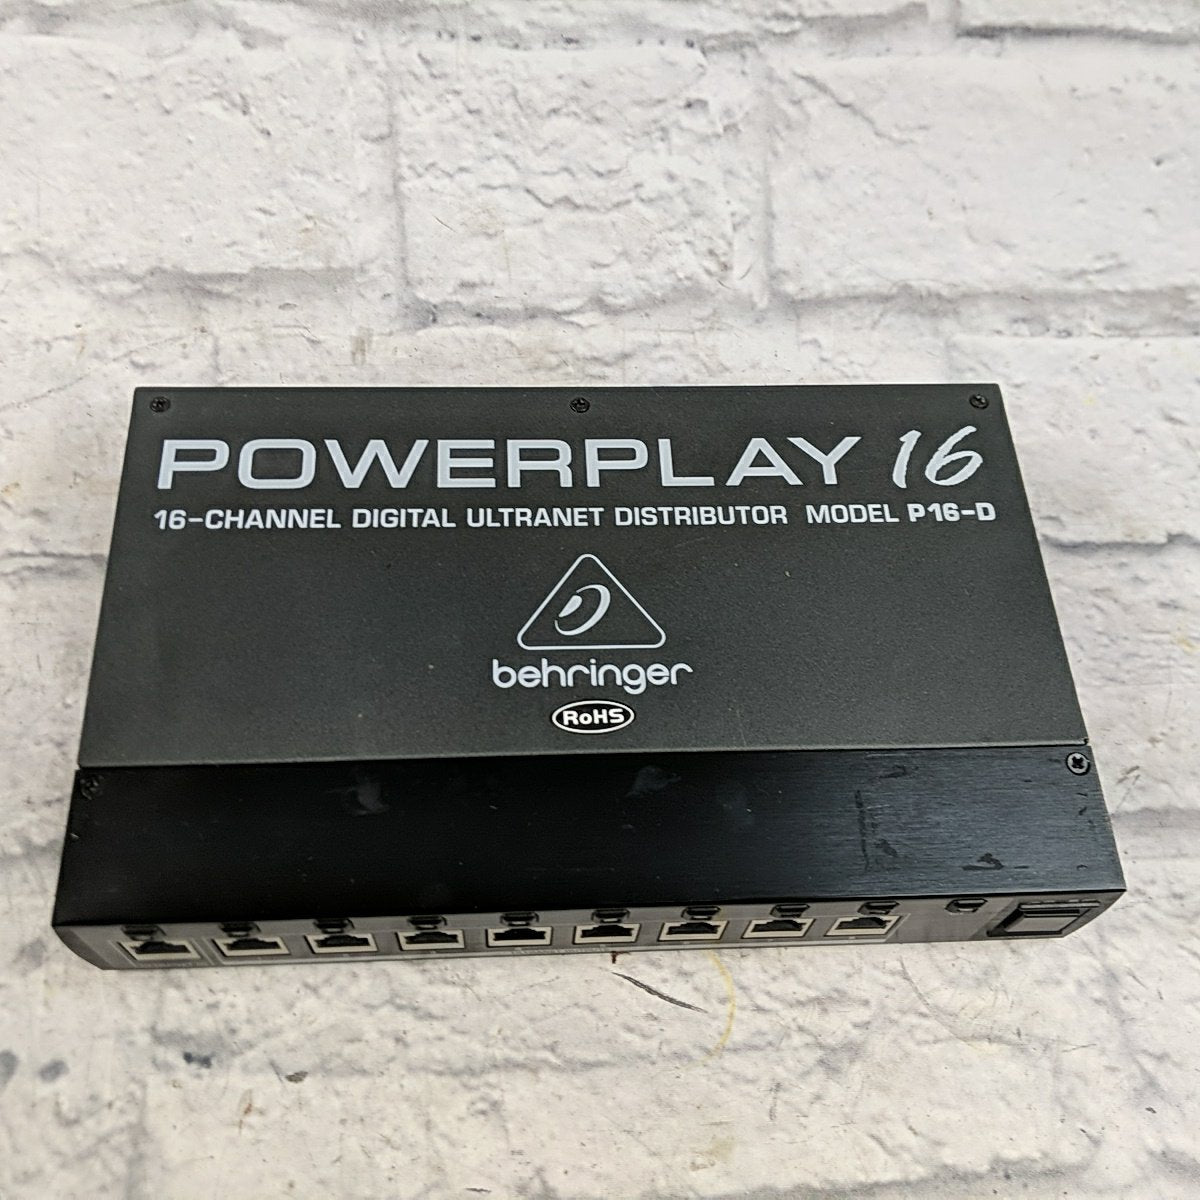 POWERPLAY 16
16-CHANNEL DIGITAL ULTRANET DISTRIBUTOR MODEL P16-D
behringer
RoHS